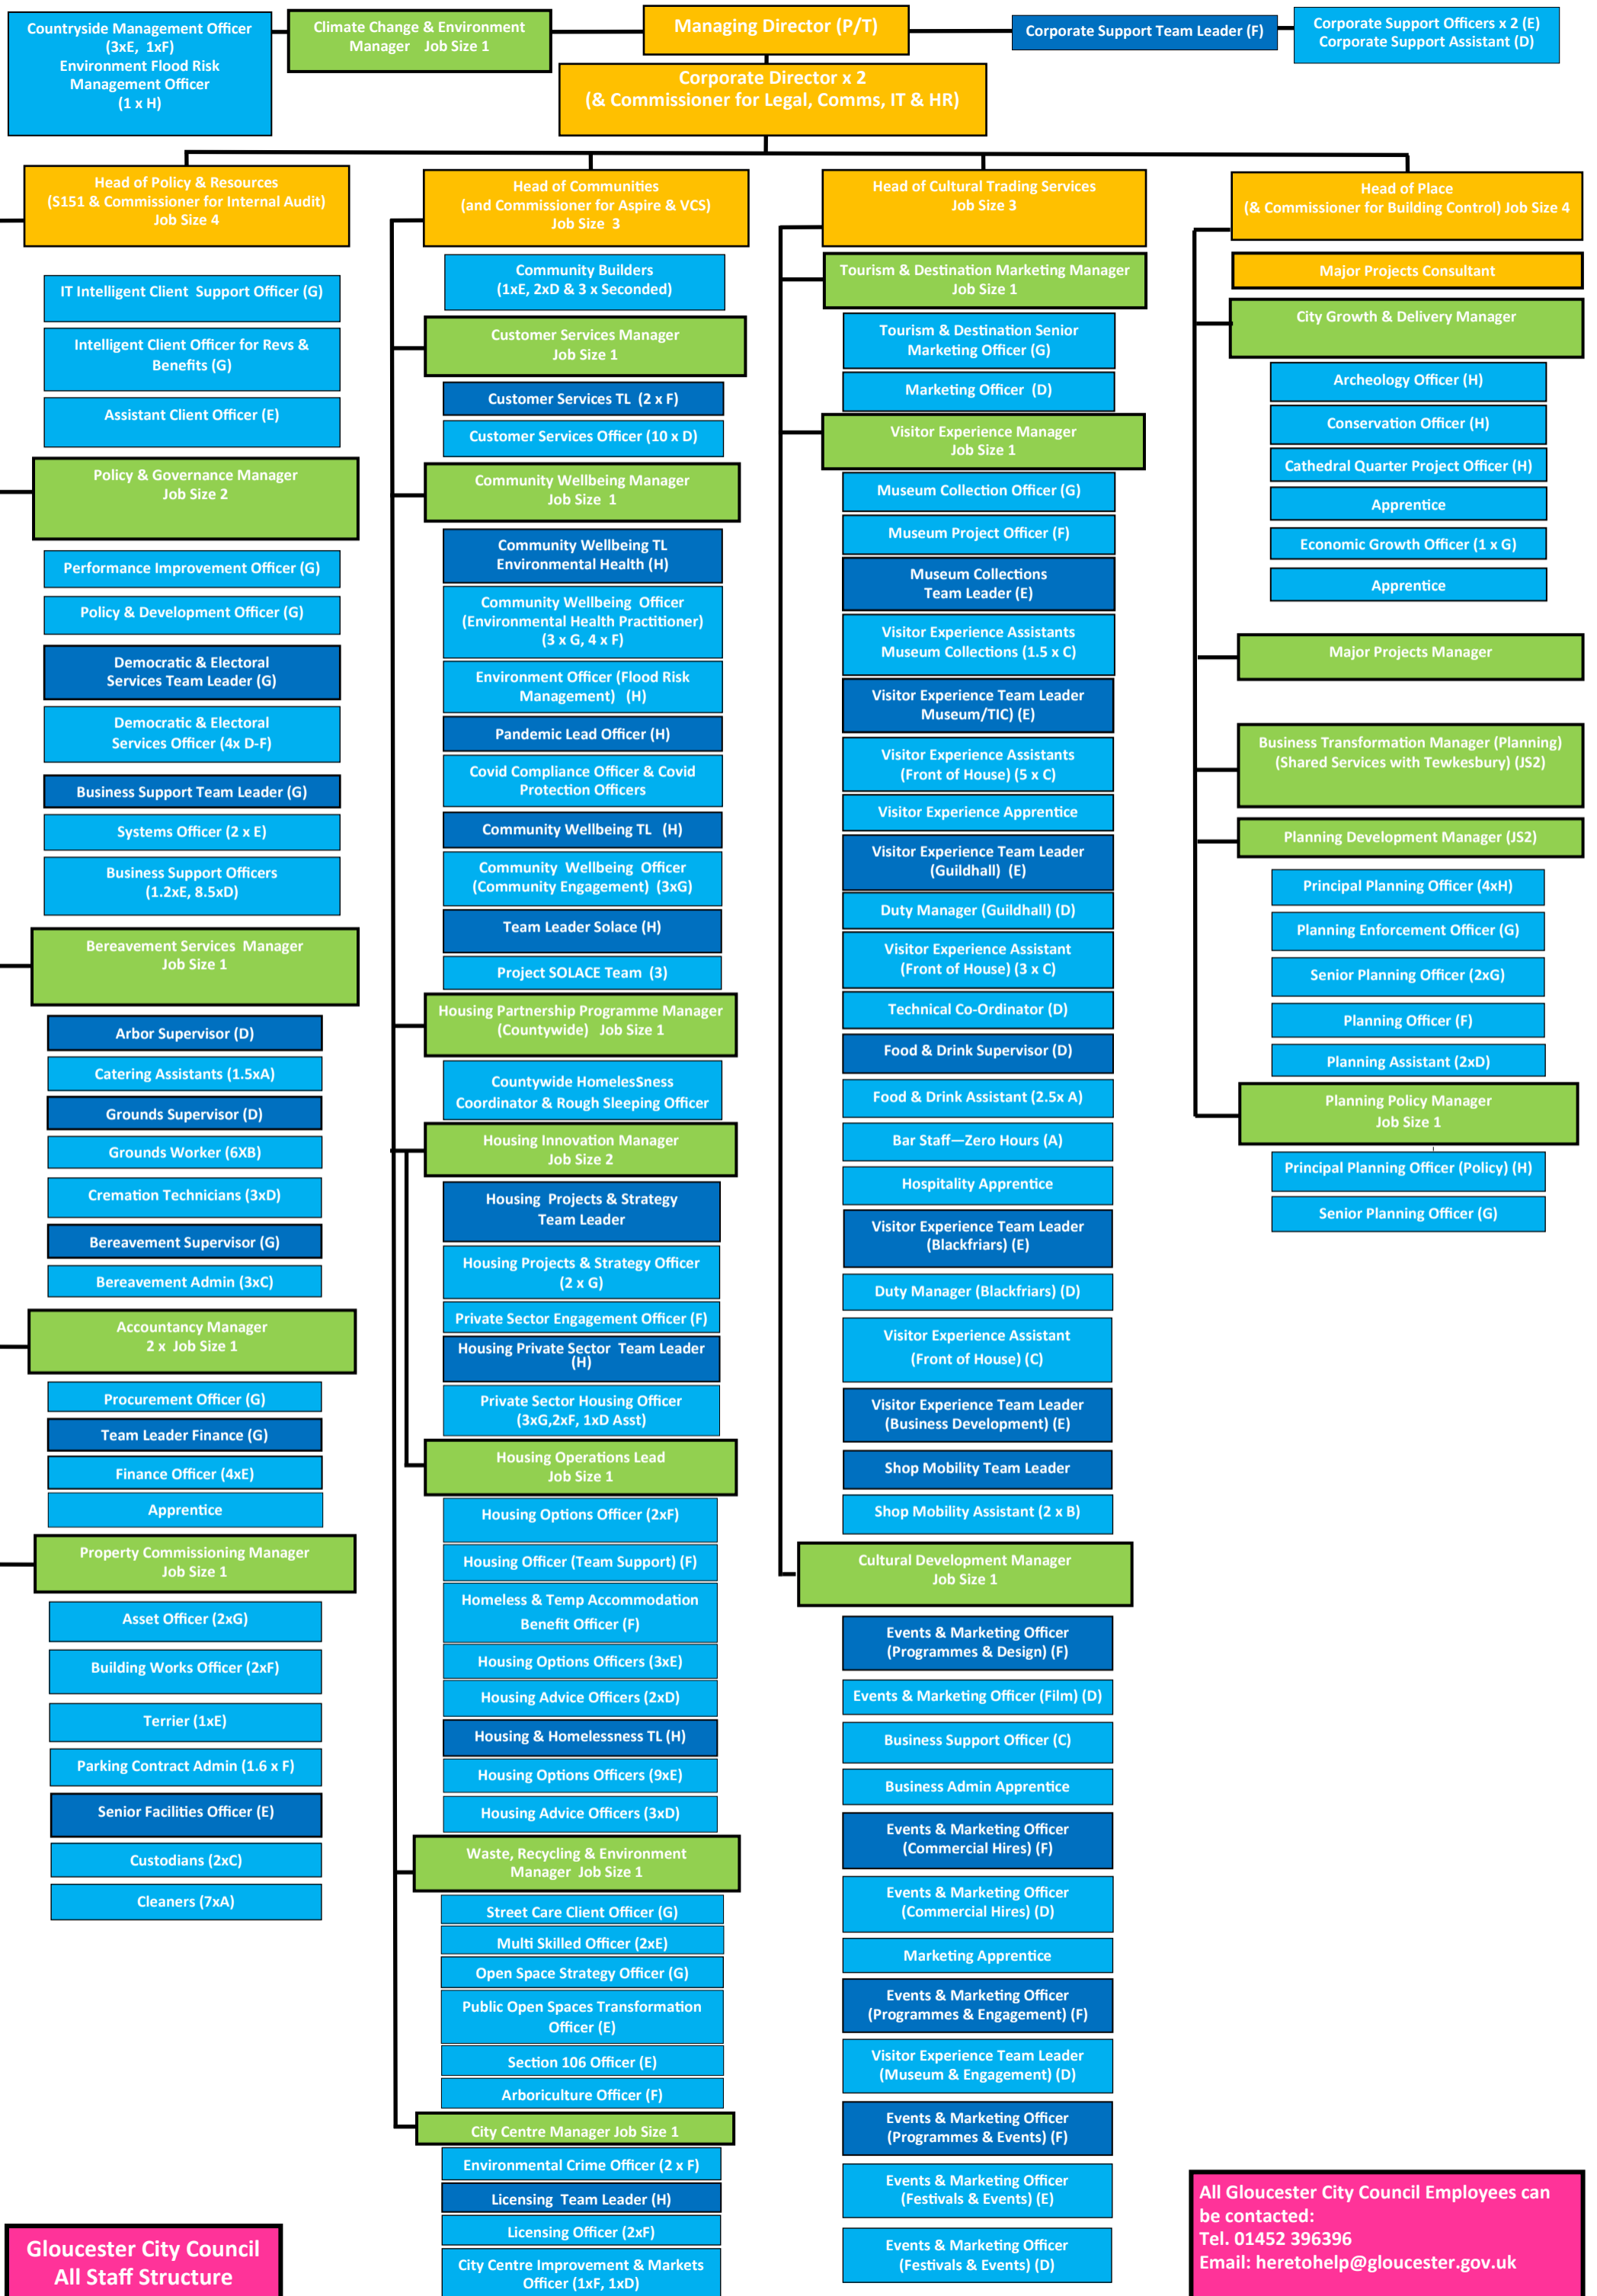 Countryside Management Officer
(3xE,  1xF)
Environment Flood Risk
Management Officer
(1 x H)
Climate Change & Environment
Manager   Job Size 1
Managing Director (P/T)
Corporate Support Team Leader (F)
Corporate Support Officers x 2 (E)
Corporate Support Assistant (D)
Corporate Director x 2
(& Commissioner for Legal, Comms, IT & HR)
Head of Policy & Resources
(S151 & Commissioner for Internal Audit)
Job Size 4
IT Intelligent Client  Support Officer (G)
Intelligent Client Officer for Revs &
Benefits (G)
Assistant Client Officer (E)
Policy & Governance Manager
Job Size 2
Performance Improvement Officer (G)
Policy & Development Officer (G)
Democratic & Electoral
Services Team Leader (G)
Democratic & Electoral
Services Officer (4x D-F)
Business Support Team Leader (G)
Systems Officer (2 x E)
Business Support Officers
(1.2xE, 8.5xD)
Bereavement Services  Manager
Job Size 1
Arbor Supervisor (D)
Catering Assistants (1.5xA)
Grounds Supervisor (D)
Grounds Worker (6XB)
Cremation Technicians (3xD)
Bereavement Supervisor (G)
Bereavement Admin (3xC)
Accountancy Manager
2 x  Job Size 1
Procurement Officer (G)
Team Leader Finance (G)
Finance Officer (4xE)
Apprentice
Property Commissioning Manager
Job Size 1
Asset Officer (2xG)
Building Works Officer (2xF)
Terrier (1xE)
Parking Contract Admin (1.6 x F)
Senior Facilities Officer (E)
Custodians (2xC)
Cleaners (7xA)
Gloucester City Council
All Staff Structure
Head of Communities
(and Commissioner for Aspire & VCS)
Job Size  3
Community Builders
(1xE, 2xD & 3 x Seconded)
Customer Services Manager
Job Size 1
Customer Services TL  (2 x F)
Customer Services Officer (10 x D)
Community Wellbeing Manager
Job Size  1
Community Wellbeing TL
Environmental Health (H)
Community Wellbeing  Officer
(Environmental Health Practitioner)
(3 x G, 4 x F)
Environment Officer (Flood Risk
Management)   (H)
Pandemic Lead Officer (H)
Covid Compliance Officer & Covid
Protection Officers
Community Wellbeing TL   (H)
Community  Wellbeing  Officer
(Community Engagement)  (3xG)
Team Leader Solace (H)
Project SOLACE Team  (3)
Housing Partnership Programme Manager
(Countywide)   Job Size 1
Countywide HomelesSness
Coordinator & Rough Sleeping Officer
Housing Innovation Manager
Job Size 2
Housing  Projects & Strategy
Team Leader
Housing Projects & Strategy Officer
(2 x G)
Private Sector Engagement Officer (F)
Housing Private Sector  Team Leader
(H)
Private Sector Housing Officer
(3xG,2xF, 1xD Asst)
Housing Operations Lead
Job Size 1
Housing Options Officer (2xF)
Housing Officer (Team Support) (F)
Homeless & Temp Accommodation
Benefit Officer (F)
Housing Options Officers (3xE)
Housing Advice Officers (2xD)
Housing & Homelessness TL (H)
Housing Options Officers (9xE)
Housing Advice Officers (3xD)
Waste, Recycling & Environment
Manager  Job Size 1
Street Care Client Officer (G)
Multi Skilled Officer (2xE)
Open Space Strategy Officer (G)
Public Open Spaces Transformation
Officer (E)
Section 106 Officer (E)
Arboriculture Officer (F)
City Centre Manager Job Size 1
Environmental Crime Officer (2 x F)
Licensing  Team Leader (H)
Licensing Officer (2xF)
City Centre Improvement & Markets
Officer (1xF, 1xD)
Head of Cultural Trading Services
Job Size 3
Tourism & Destination Marketing Manager
Job Size 1
Tourism & Destination Senior
Marketing Officer (G)
Marketing Officer  (D)
Visitor Experience Manager
Job Size 1
Museum Collection Officer (G)
Museum Project Officer (F)
Museum Collections
Team Leader (E)
Visitor Experience Assistants
Museum Collections (1.5 x C)
Visitor Experience Team Leader
Museum/TIC) (E)
Visitor Experience Assistants
(Front of House) (5 x C)
Visitor Experience Apprentice
Visitor Experience Team Leader
(Guildhall)  (E)
Duty Manager (Guildhall) (D)
Visitor Experience Assistant
(Front of House) (3 x C)
Technical Co-Ordinator (D)
Food & Drink Supervisor (D)
Food & Drink Assistant (2.5x A)
Bar Staff—Zero Hours (A)
Hospitality Apprentice
Visitor Experience Team Leader
(Blackfriars) (E)
Duty Manager (Blackfriars) (D)
Visitor Experience Assistant
(Front of House) (C)
Visitor Experience Team Leader
(Business Development) (E)
Shop Mobility Team Leader
Shop Mobility Assistant (2 x B)
Cultural Development Manager
Job Size 1
Events & Marketing Officer
(Programmes & Design) (F)
Events & Marketing Officer (Film) (D)
Business Support Officer (C)
Business Admin Apprentice
Events & Marketing Officer
(Commercial Hires) (F)
Events & Marketing Officer
(Commercial Hires) (D)
Marketing Apprentice
Events & Marketing Officer
(Programmes & Engagement) (F)
Visitor Experience Team Leader
(Museum & Engagement) (D)
Events & Marketing Officer
(Programmes & Events) (F)
Events & Marketing Officer
(Festivals & Events) (E)
Events & Marketing Officer
(Festivals & Events) (D)
Head of Place
(& Commissioner for Building Control) Job Size 4
Major Projects Consultant
City Growth & Delivery Manager
Archeology Officer (H)
Conservation Officer (H)
Cathedral Quarter Project Officer (H)
Apprentice
Economic Growth Officer (1 x G)
Apprentice
Major Projects Manager
Business Transformation Manager (Planning)
(Shared Services with Tewkesbury) (JS2)
Planning Development Manager (JS2)
Principal Planning Officer (4xH)
Planning Enforcement Officer (G)
Senior Planning Officer (2xG)
Planning Officer (F)
Planning Assistant (2xD)
Planning Policy Manager
Job Size 1
Principal Planning Officer (Policy) (H)
Senior Planning Officer (G)
All Gloucester City Council Employees can
be contacted:
Tel. 01452 396396
Email: heretohelp@gloucester.gov.uk